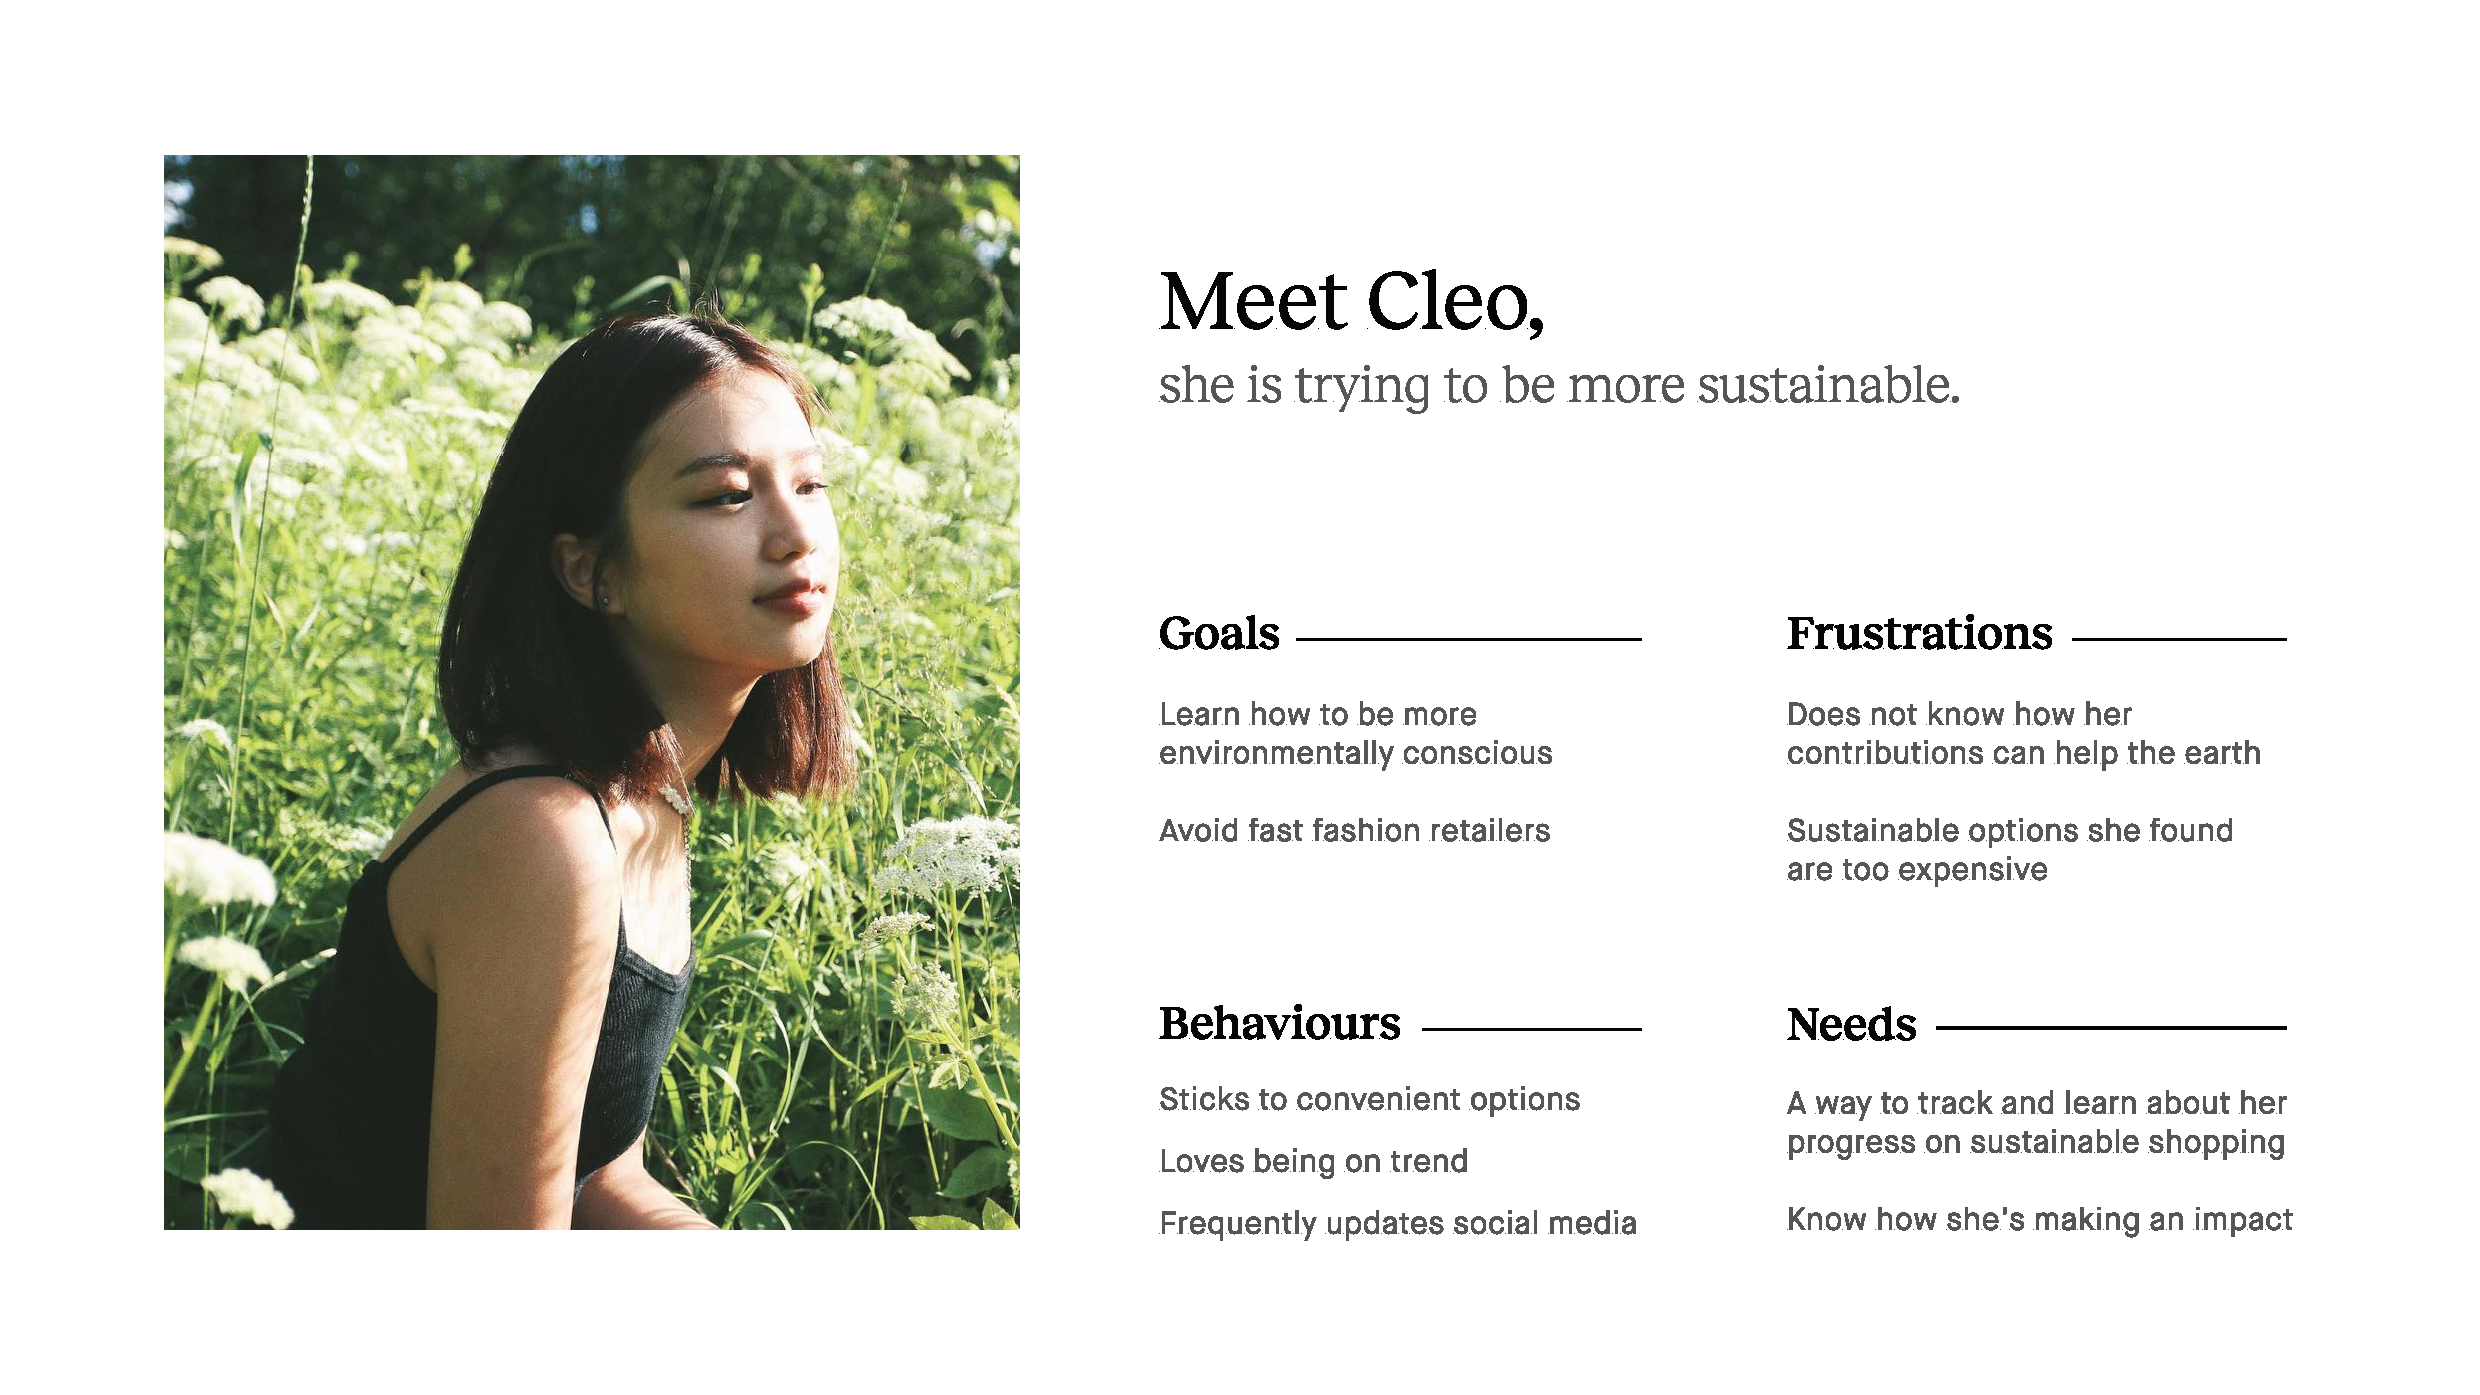 Meet Cleo,
she is trying to be more sustainable.
Goals
Learn how to be more
environmentally conscious
Avoid fast fashion retailers
Frustrations
Does not know how her
contributions can help the earth
Sustainable options she found
are too expensive
Behaviours
Sticks to convenient options
Loves being on trend
Frequently updates social media
Needs
A way to track and learn about her
progress on sustainable shopping
Know how she's making an impact